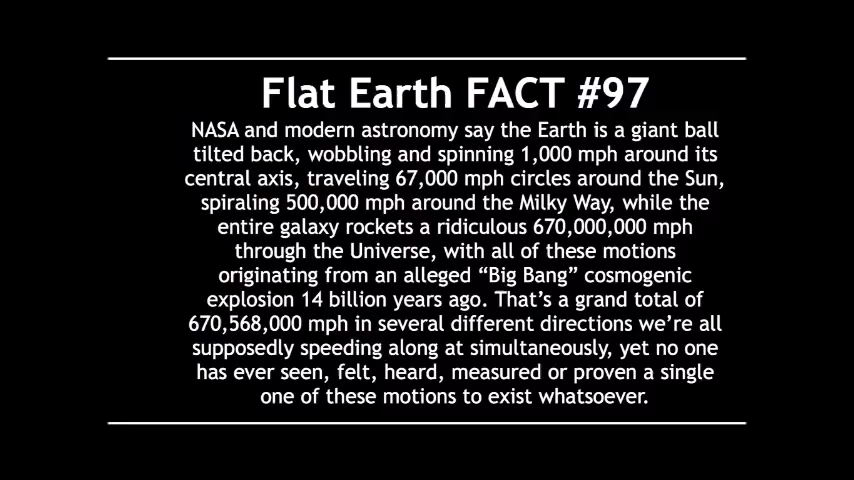 Flat Earth FACT #97
NASA and modern astronomy say the Earth is a giant ball
tilted back, wobbling and spinning 1,000 mph around its
central axis, traveling 67,000 mph circles around the Sun,
spiraling 500,000 mph around the Milky Way, while the
entire galaxy rockets a ridiculous 670,000,000 mph
through the Universe, with all of these motions
originating from an alleged “Big Bang” cosmogenic
explosion 14 billion years ago. That’s a grand total of
670,568,000 mph in several different directions we’re all
supposedly speeding along at simultaneously, yet no one
has ever seen, felt, heard, measured or proven a single
one of these motions to exist whatsoever.